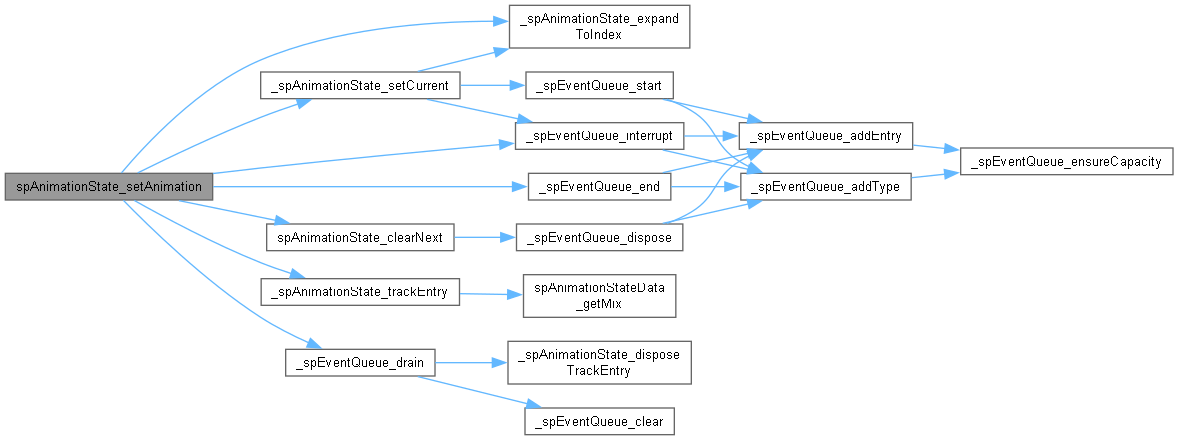 _spAnimationState_expand
ToIndex
_spAnimationState_setCurrent
_spEventQueue_start
_spEventQueue_interrupt
_spEventQueue_addEntry
_spEventQueue_ensureCapacity
spAnimationState_setAnimation
_spEventQueue_end
_spEventQueue_addType
spAnimationState_clearNext
_spEventQueue_dispose
_spAnimationState_trackEntry
spAnimationStateData
_getMix
_spEventQueue_drain
_spAnimationState_dispose
TrackEntry
_spEventQueue_clear